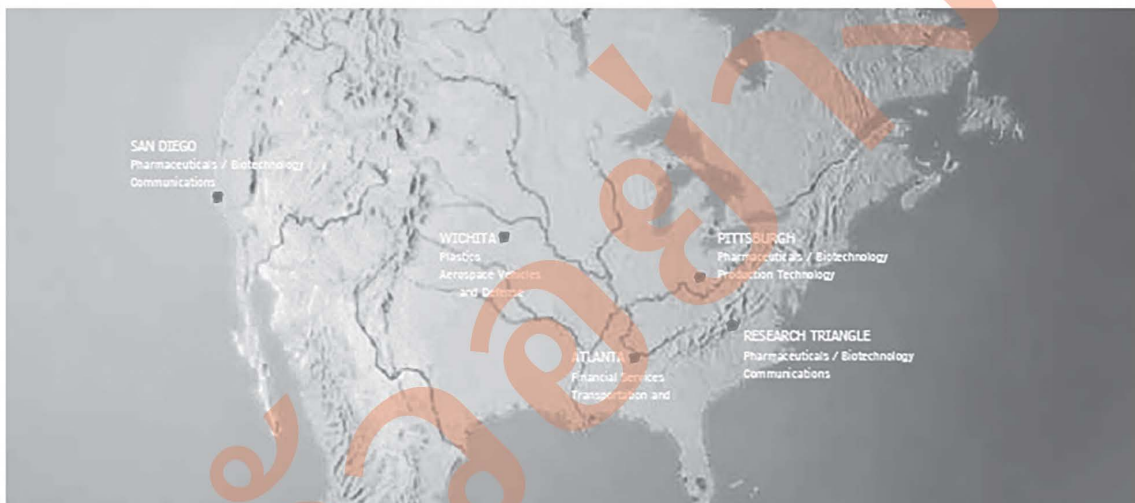 SAN DIEGO
Pharmaceuticals / Biotechnology
Communications
WICHITA
Plastics
Aerospace Vehicles
and Defense
PITTSBURGH
Pharmaceuticals / Biotechnology
Production Technology
RESEARCH TRIANGLE
Pharmaceuticals / Biotechnology
Communications
ATLANTA
Financial Services
Transportation and